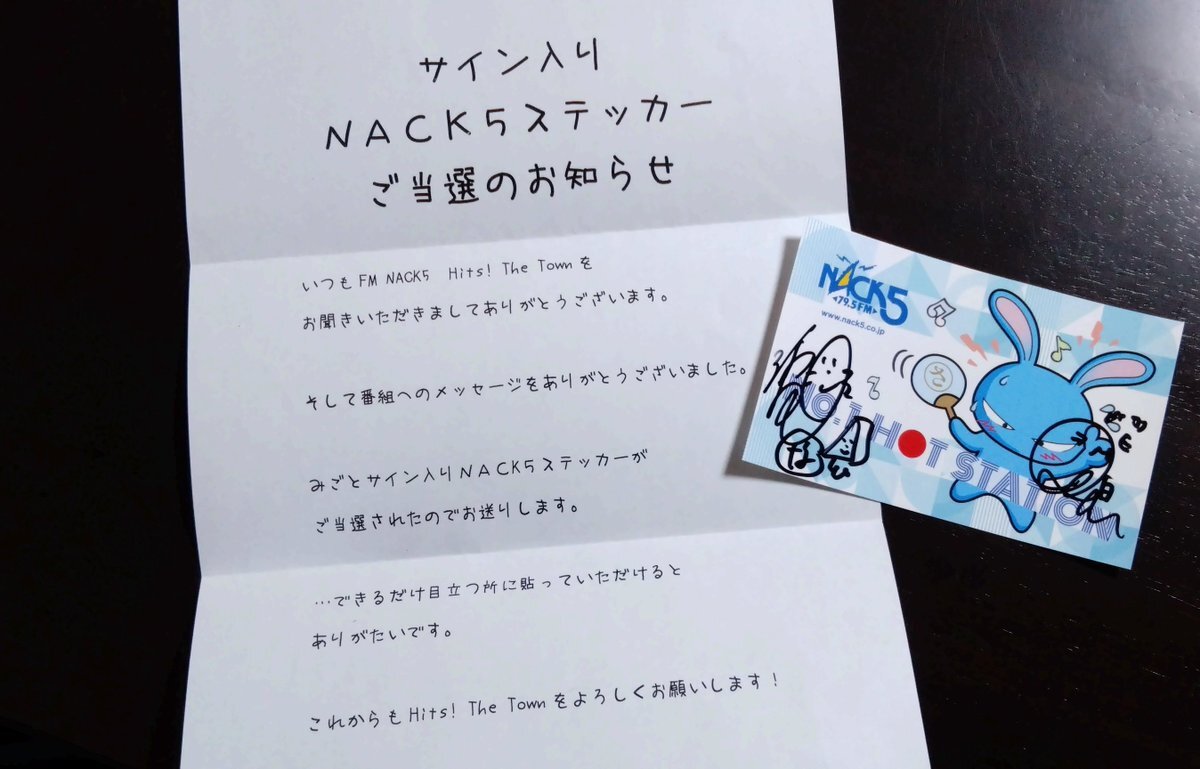 サイン入り
NACK5ステッカー
ご当選のお知らせ
いつもFM NACK5 Hits! The Townを
お聞きいただきましてありがとうございます。
そして番組へのメッセージをありがとうございました。
みごとサイン入りNACK5ステッカーが
ご当選されたのでお送りします。
…できるだけ目立つ所に貼っていただけると
ありがたいです。
これからもHits! The Townをよろしくお願いします!
NACK5
79.5FM
www.nack5.co.jp
さ
No.1 HOT STATION